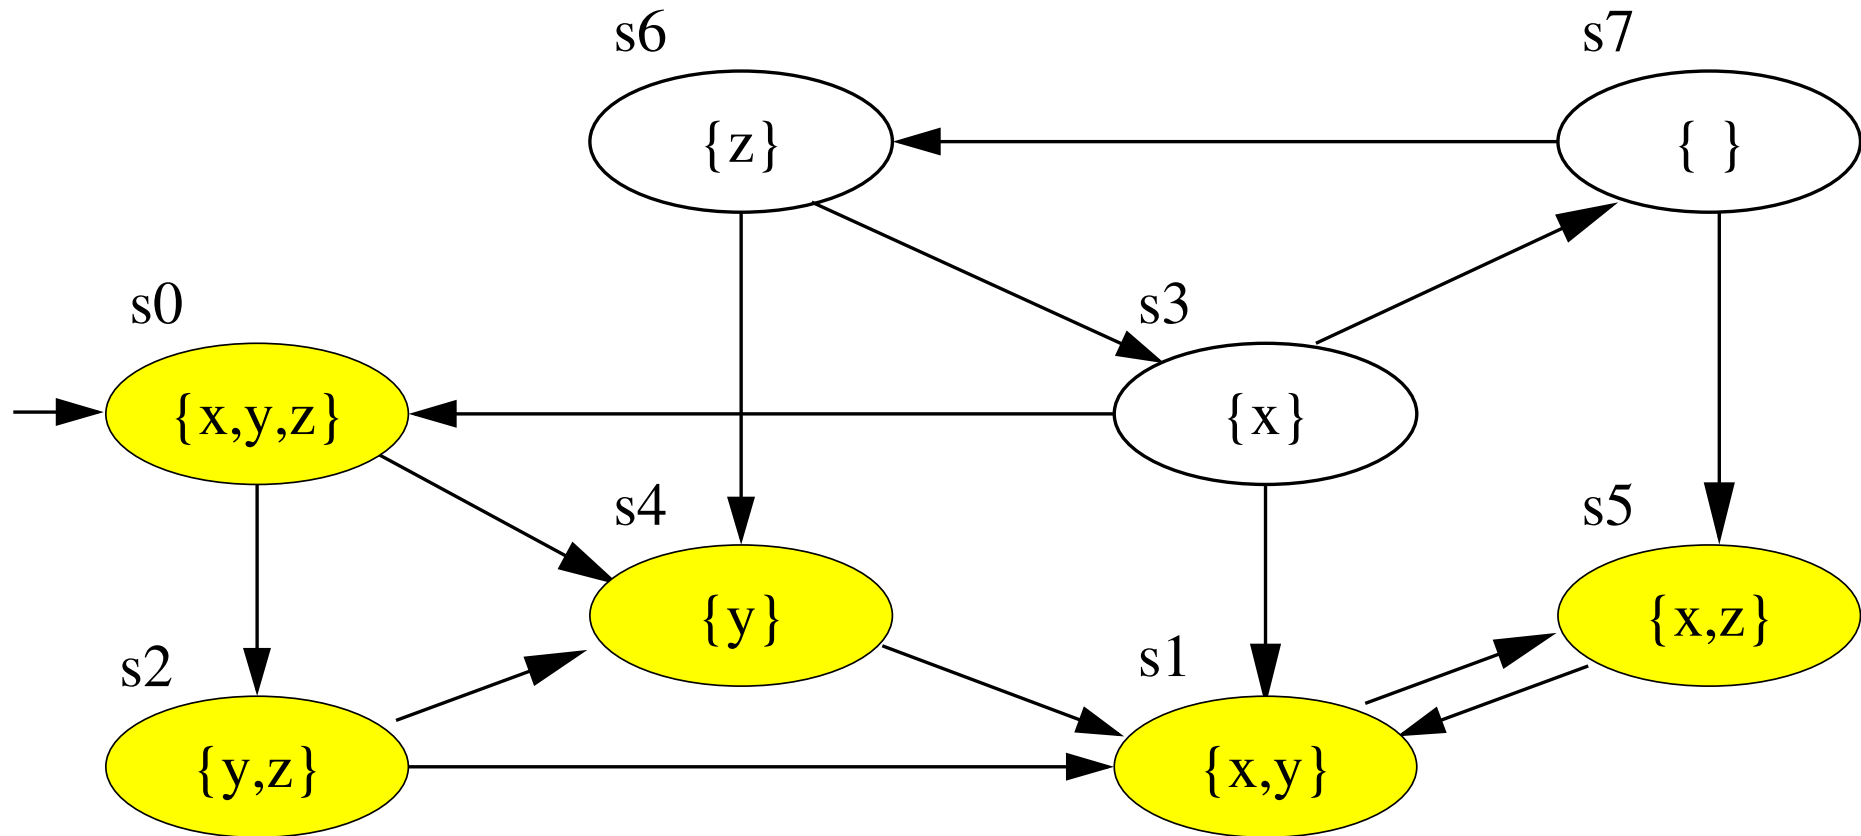 s6
s7
{z}
{ }
s0
s3
{x,y,z}
{x}
s4
s5
{y}
{x,z}
s2
s1
{y,z}
{x,y}